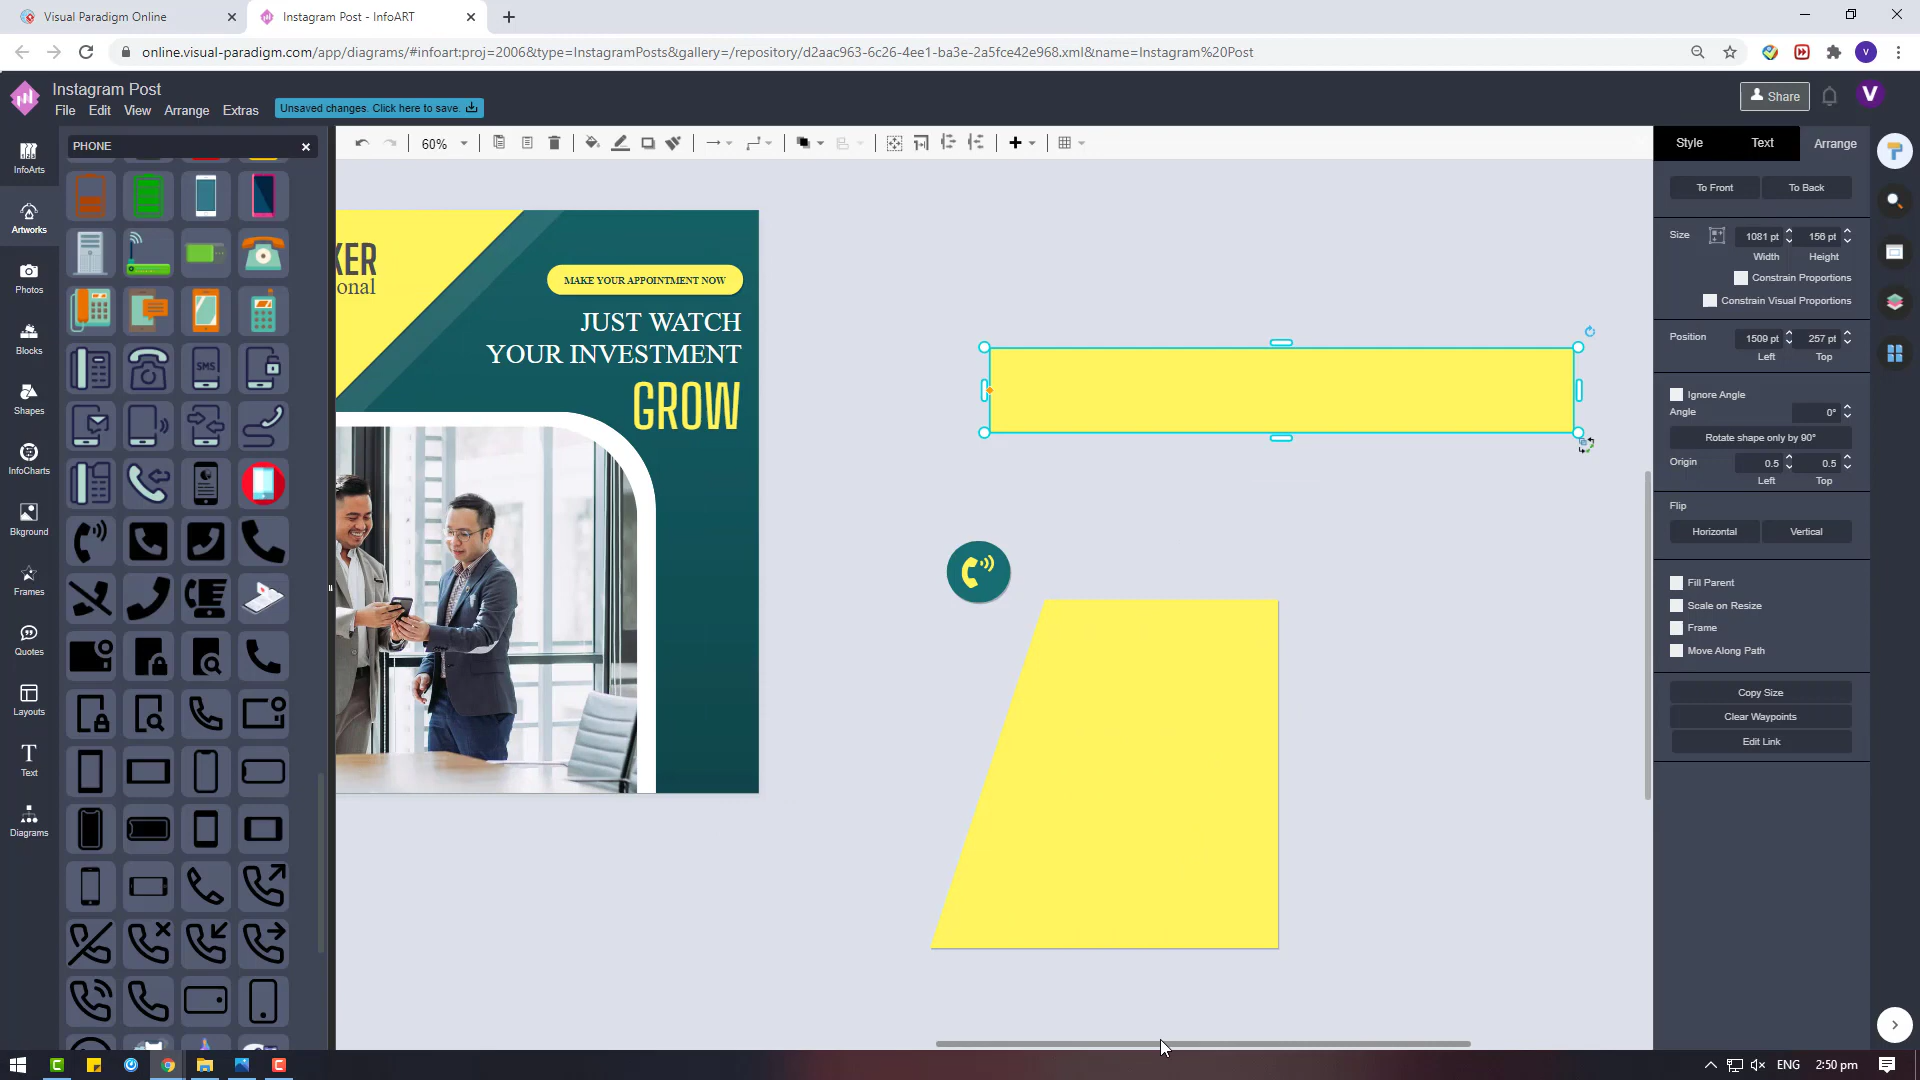 Visual Paradigm Online
Instagram Post - InfoART
online.visual-paradigm.com/app/diagrams/#infoart:proj=2006&type=InstagramPosts&gallery=/repository/d2aac963-6c26-4ee1-ba3e-2a5fce42e968.xml&name=Instagram%20Post
V
Instagram Post
File Edit View Arrange Extras
Unsaved changes. Click here to save.
Share
V
InfoArts
Artworks
Photos
Blocks
Shapes
InfoCharts
Bkground
Frames
Quotes
Layouts
Text
Diagrams
PHONE
SMS
60%
KER
onal
MAKE YOUR APPOINTMENT NOW
JUST WATCH
YOUR INVESTMENT
GROW
Style Text Arrange
To Front To Back
Size 1081 pt 156 pt
Width Height
Constrain Proportions
Constrain Visual Proportions
Position 1509 pt 257 pt
Left Top
Ignore Angle
Angle 0°
Rotate shape only by 90°
Origin 0.5 0.5
Left Top
Flip
Horizontal Vertical
Fill Parent
Scale on Resize
Frame
Move Along Path
Copy Size
Clear Waypoints
Edit Link
ENG 2:50 pm